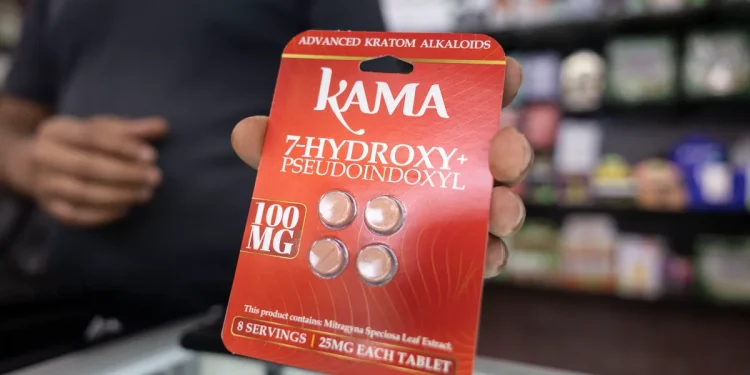 ADVANCED KRATOM ALKALOIDS
KAMA
7-HYDROXY+
PSEUDOINDOXYL
100
MG
This product contains: Mitragyna Speciosa Leaf Extract.
8 SERVINGS | 25MG EACH TABLET